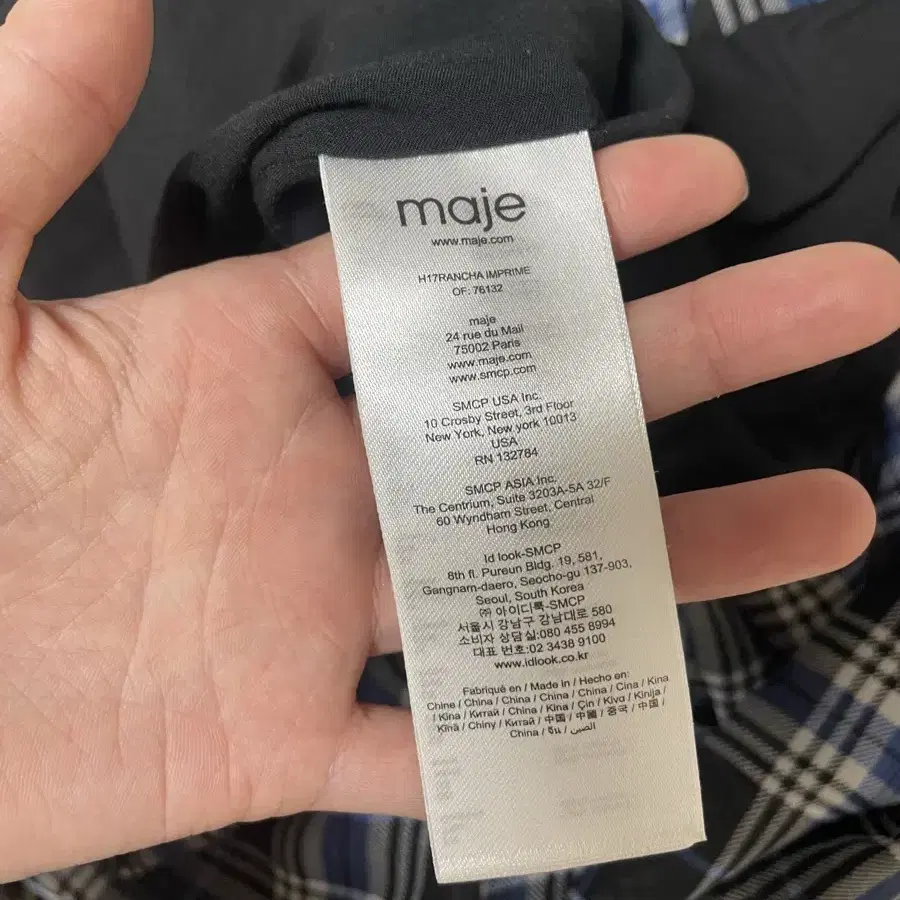 maje
www.maje.com
H17RANCHA IMPRIME
OF: 76132
maje
24 rue du Mail
75002 Paris
www.maje.com
www.smcp.com
SMCP USA Inc.
10 Crosby Street, 3rd Floor
New York, New york 10013
USA
RN 132784
SMCP ASIA Inc.
The Centrium, Suite 3203A-5A 32/F
60 Wyndham Street, Central
Hong Kong
Id look-SMCP
8th fl. Pureun Bldg. 19, 581,
Gangnam-daero, Seocho-gu 137-903,
Seoul, South Korea
㈜ 아이디룩-SMCP
서울시 강남구 강남대로 580
소비자 상담실:080 455 8994
대표 번호:02 3438 9100
www.idlook.co.kr
Fabriqué en / Made in / Hecho en:
Chine / China / China / China / China / Cina / Kina
/ Kina / Китай / China / Kina / Çin / Κίνα / Kinija /
Kína / Chiny / Китай / 中国 / 中國 / 중국 / 中国 /
China / จีน / الصين